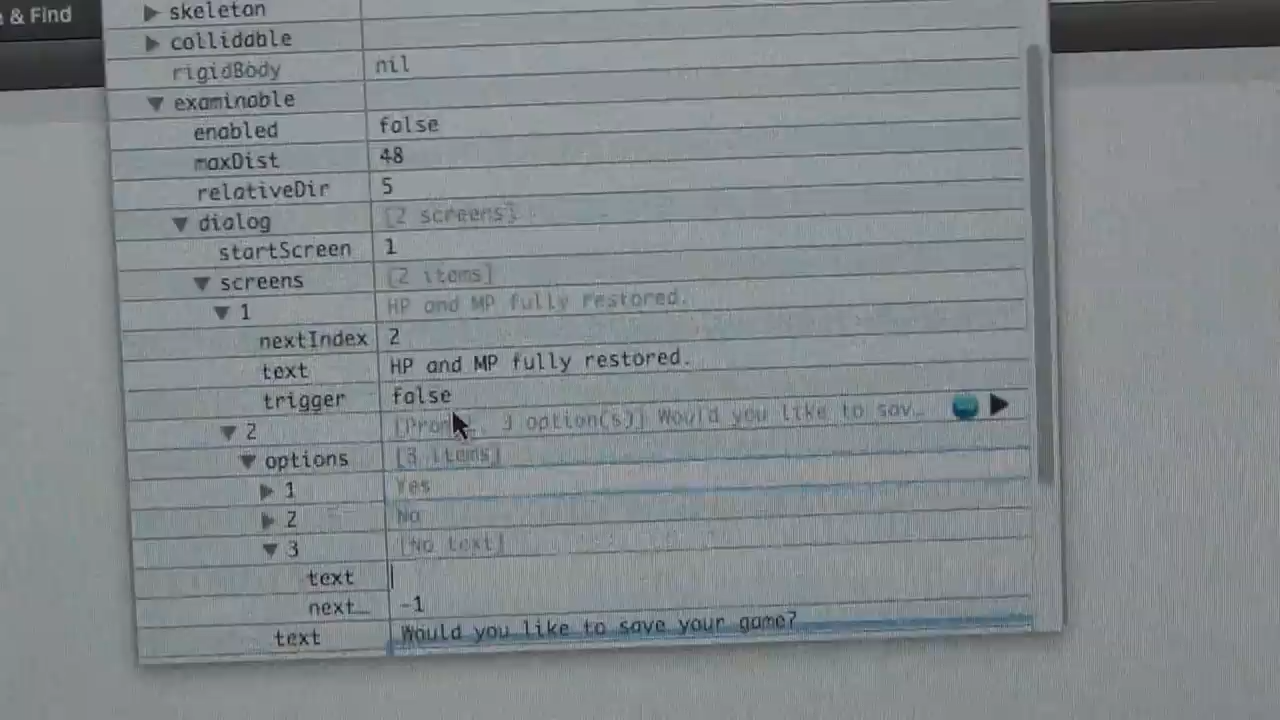 & Find
skeleton
collidable
rigidBody nil
examinable
enabled false
maxDist 48
relativeDir 5
dialog [2 screens]
startScreen 1
screens [2 items]
1 HP and MP fully restored.
nextIndex 2
text HP and MP fully restored.
trigger false
2 3 option(s)] Would you like to sav…
options [3 items]
1 Yes
2 No
3 [No text]
text
next… -1
text Would you like to save your game?